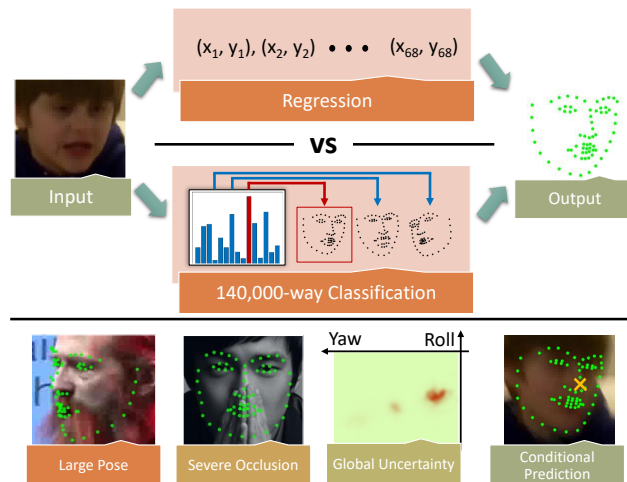 (x1, y1), (x2, y2) • • • (x68, y68)
Regression
Input
VS
Output
140,000-way Classification
Yaw
Roll
Large Pose
Severe Occlusion
Global Uncertainty
Conditional
Prediction